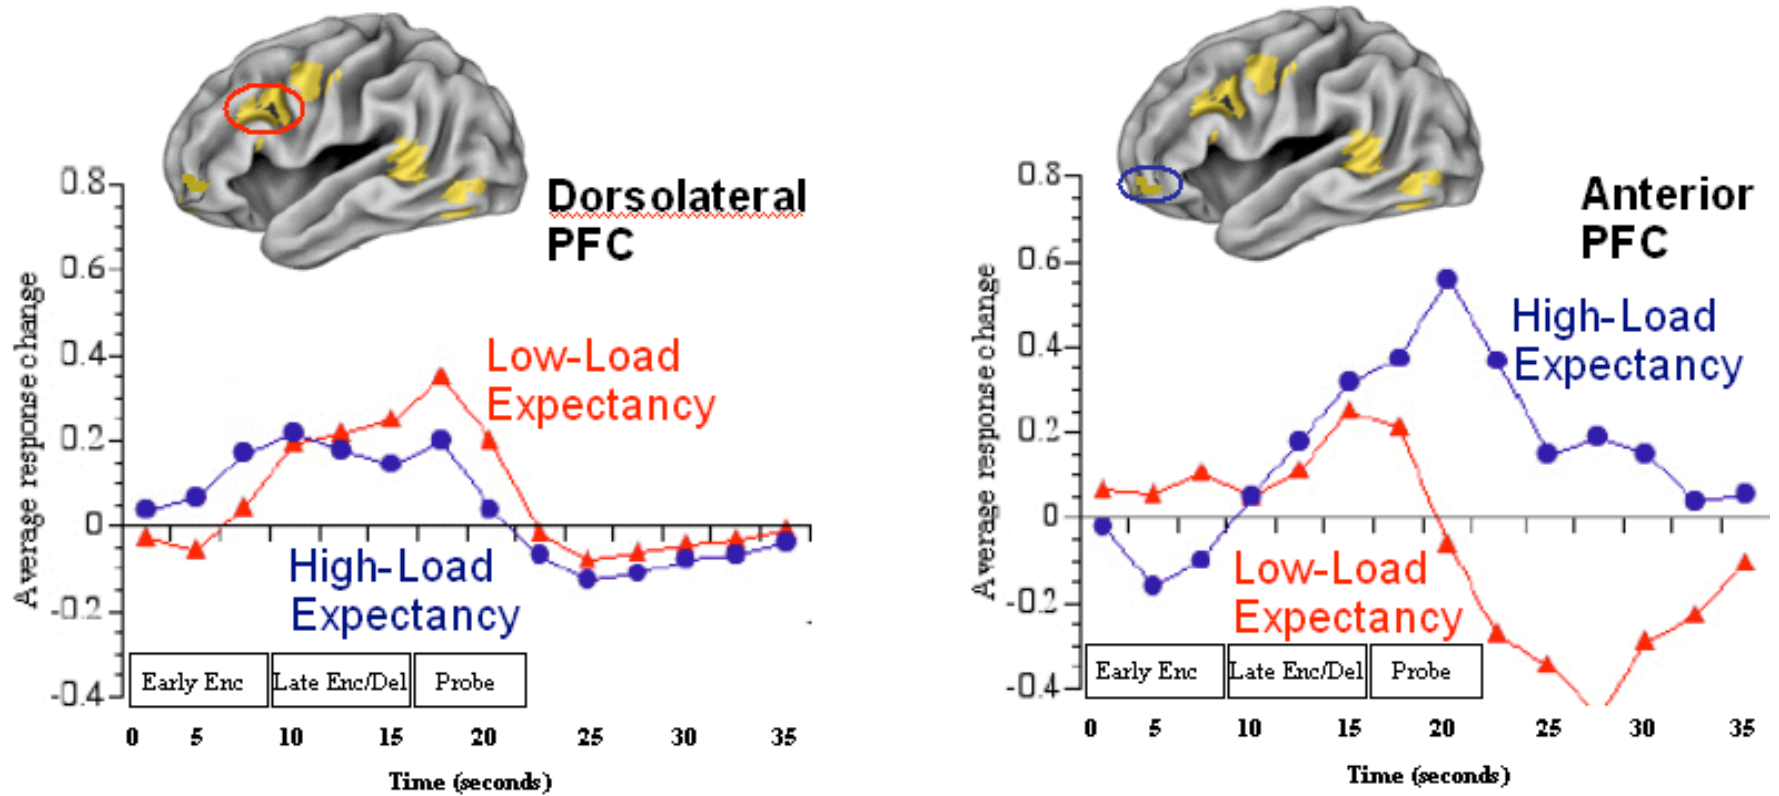 Dorsolateral
PFC
0.8
0.6
0.4
0.2
0
-0.2
-0.4
Average response change
Low-Load
Expectancy
High-Load
Expectancy
Early Enc
Late Enc/Del
Probe
0 5 10 15 20 25 30 35
Time (seconds)
Anterior
PFC
0.8
0.6
0.4
0.2
0
-0.2
-0.4
Average response change
High-Load
Expectancy
Low-Load
Expectancy
Early Enc
Late Enc/Del
Probe
0 5 10 15 20 25 30 35
Time (seconds)